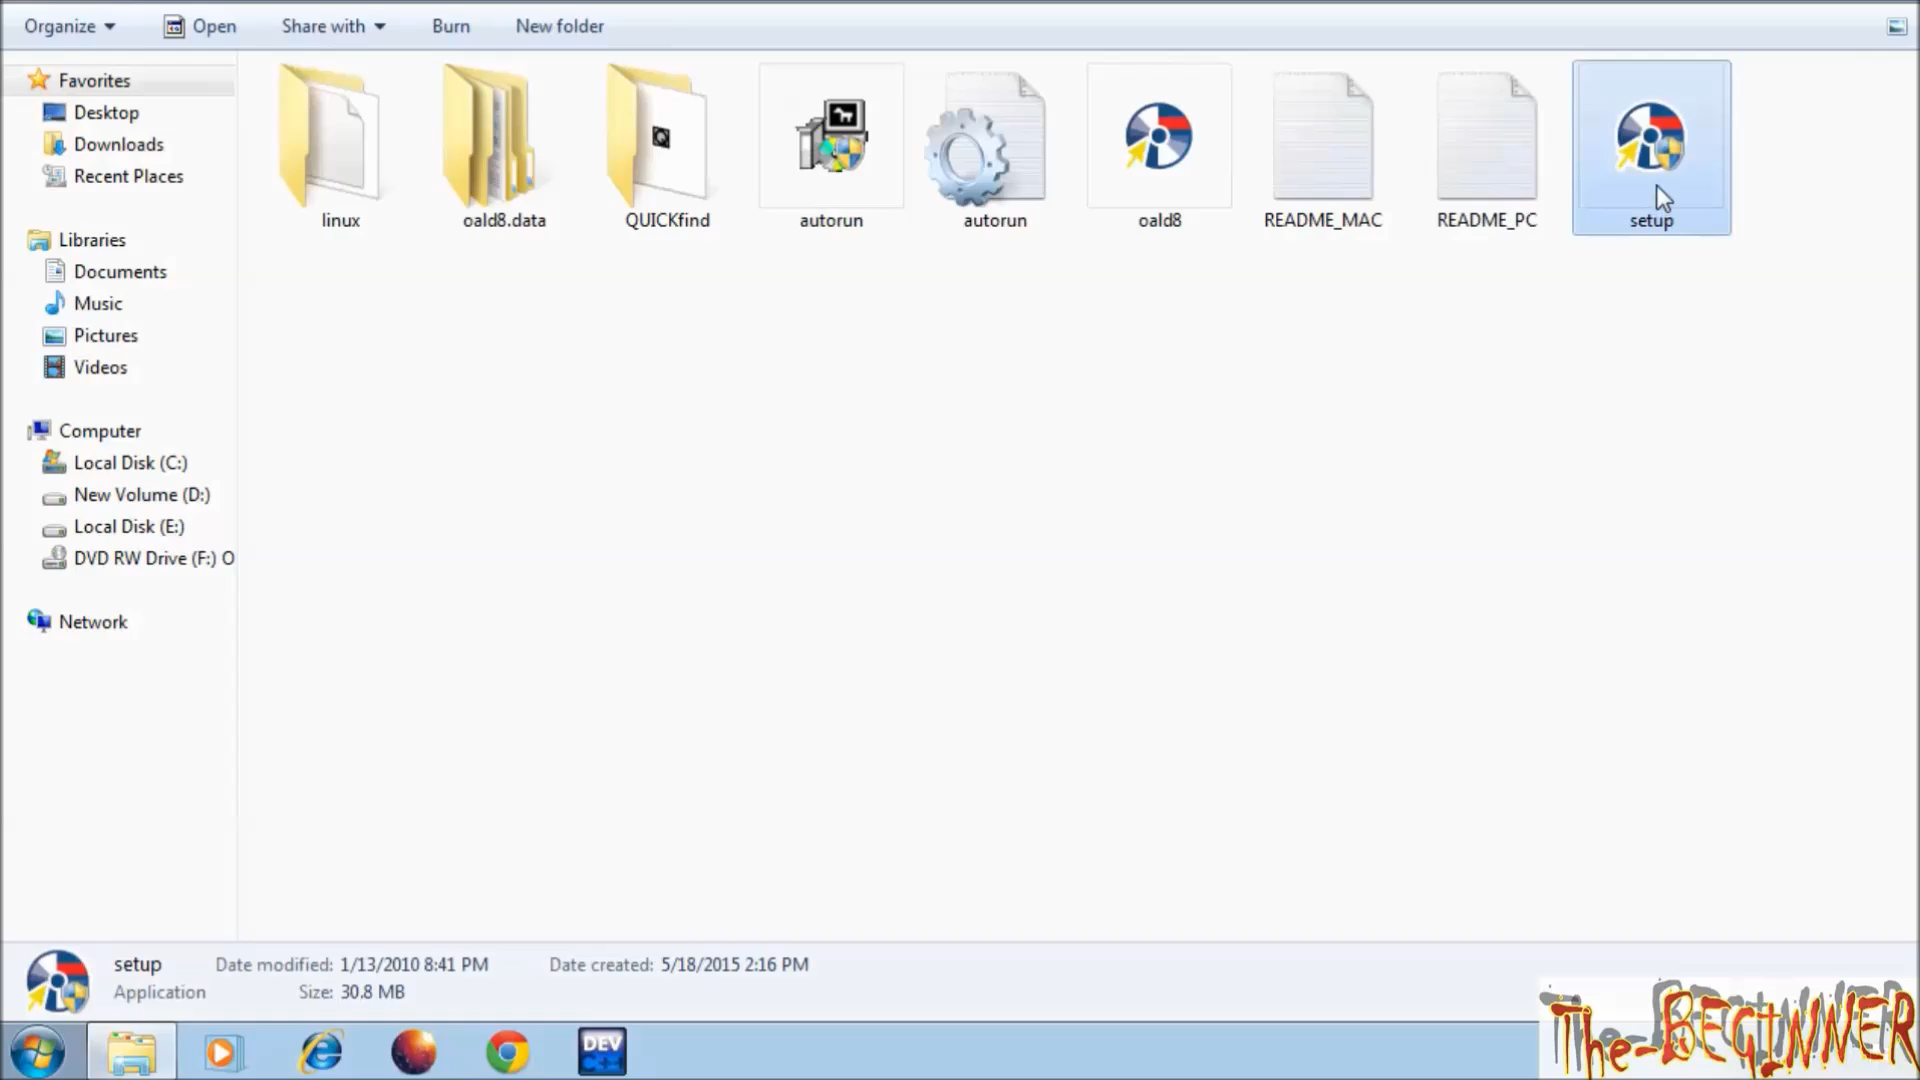 Organize Open Share with Burn New folder
Favorites
Desktop
Downloads
Recent Places
Libraries
Documents
Music
Pictures
Videos
Computer
Local Disk (C:)
New Volume (D:)
Local Disk (E:)
DVD RW Drive (F:) O
Network
linux oald8.data QUICKfind autorun autorun oald8 README_MAC README_PC setup
setup Date modified: 1/13/2010 8:41 PM Date created: 5/18/2015 2:16 PM
Application Size: 30.8 MB
DEV
C++
The-BEGINNER